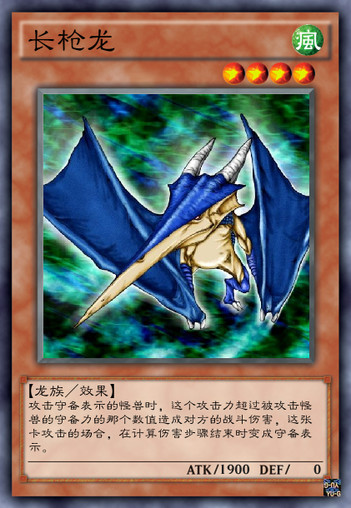 长枪龙
瘋
【龙族／效果】
攻击守备表示的怪兽时，这个攻击力超过被攻击怪
兽的守备力的那个数值造成对方的战斗伤害，这张
卡攻击的场合，在计算伤害步骤结束时变成守备表
示。
ATK/1900 DEF/ 0